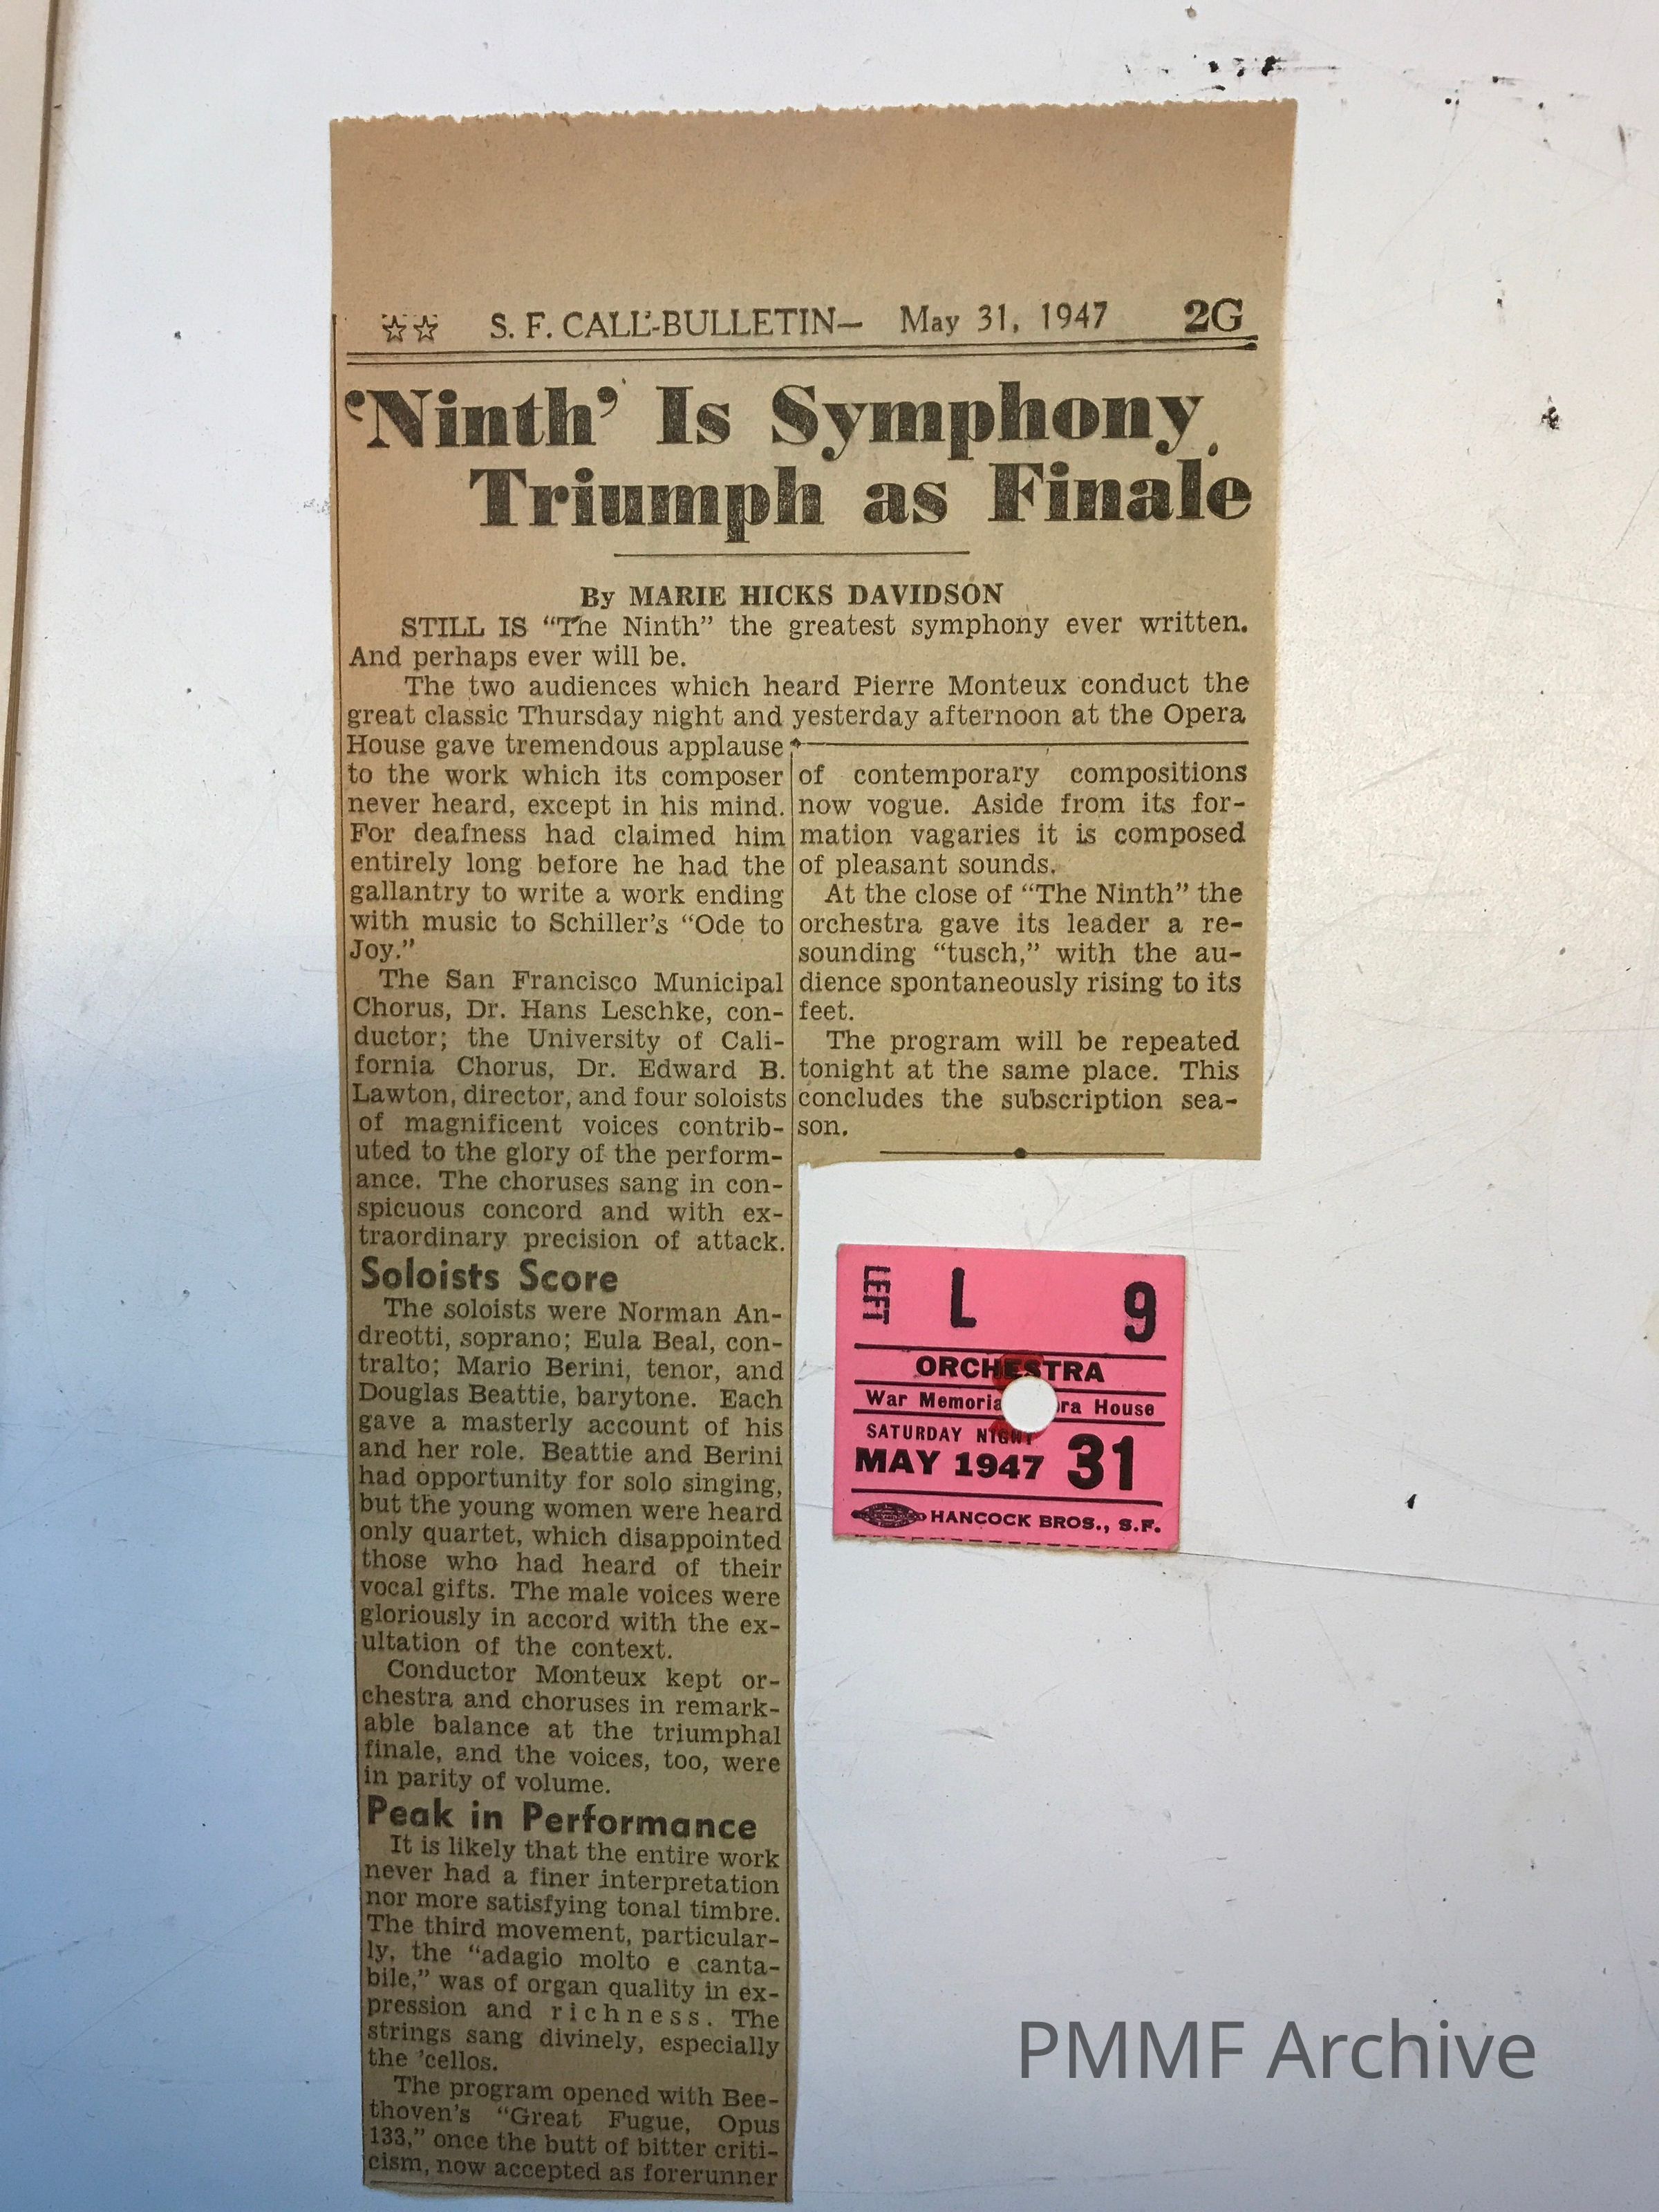 ☆☆ S. F. CALL-BULLETIN— May 31, 1947 2G
‘Ninth’ Is Symphony
Triumph as Finale
By MARIE HICKS DAVIDSON
STILL IS “The Ninth” the greatest symphony ever written.
And perhaps ever will be.
The two audiences which heard Pierre Monteux conduct the
great classic Thursday night and yesterday afternoon at the Opera
House gave tremendous applause
to the work which its composer
never heard, except in his mind.
For deafness had claimed him
entirely long before he had the
gallantry to write a work ending
with music to Schiller’s “Ode to
Joy.”
The San Francisco Municipal
Chorus, Dr. Hans Leschke, con-
ductor; the University of Cali-
fornia Chorus, Dr. Edward B.
Lawton, director, and four soloists
of magnificent voices contrib-
uted to the glory of the perform-
ance. The choruses sang in con-
spicuous concord and with ex-
traordinary precision of attack.
Soloists Score
The soloists were Norman An-
dreotti, soprano; Eula Beal, con-
tralto; Mario Berini, tenor, and
Douglas Beattie, barytone. Each
gave a masterly account of his
and her role. Beattie and Berini
had opportunity for solo singing,
but the young women were heard
only quartet, which disappointed
those who had heard of their
vocal gifts. The male voices were
gloriously in accord with the ex-
ultation of the context.
Conductor Monteux kept or-
chestra and choruses in remark-
able balance at the triumphal
finale, and the voices, too, were
in parity of volume.
Peak in Performance
It is likely that the entire work
never had a finer interpretation
nor more satisfying tonal timbre.
The third movement, particular-
ly, the “adagio molto e canta-
bile,” was of organ quality in ex-
pression and richness. The
strings sang divinely, especially
the ’cellos.
The program opened with Bee-
thoven’s “Great Fugue, Opus
133,” once the butt of bitter criti-
cism, now accepted as forerunner
of contemporary compositions
now vogue. Aside from its for-
mation vagaries it is composed
of pleasant sounds.
At the close of “The Ninth” the
orchestra gave its leader a re-
sounding “tusch,” with the au-
dience spontaneously rising to its
feet.
The program will be repeated
tonight at the same place. This
concludes the subscription sea-
son.
LEFT L 9
ORCHESTRA
War Memoria ra House
SATURDAY NIGHT
MAY 1947 31
HANCOCK BROS., S.F.
PMMF Archive